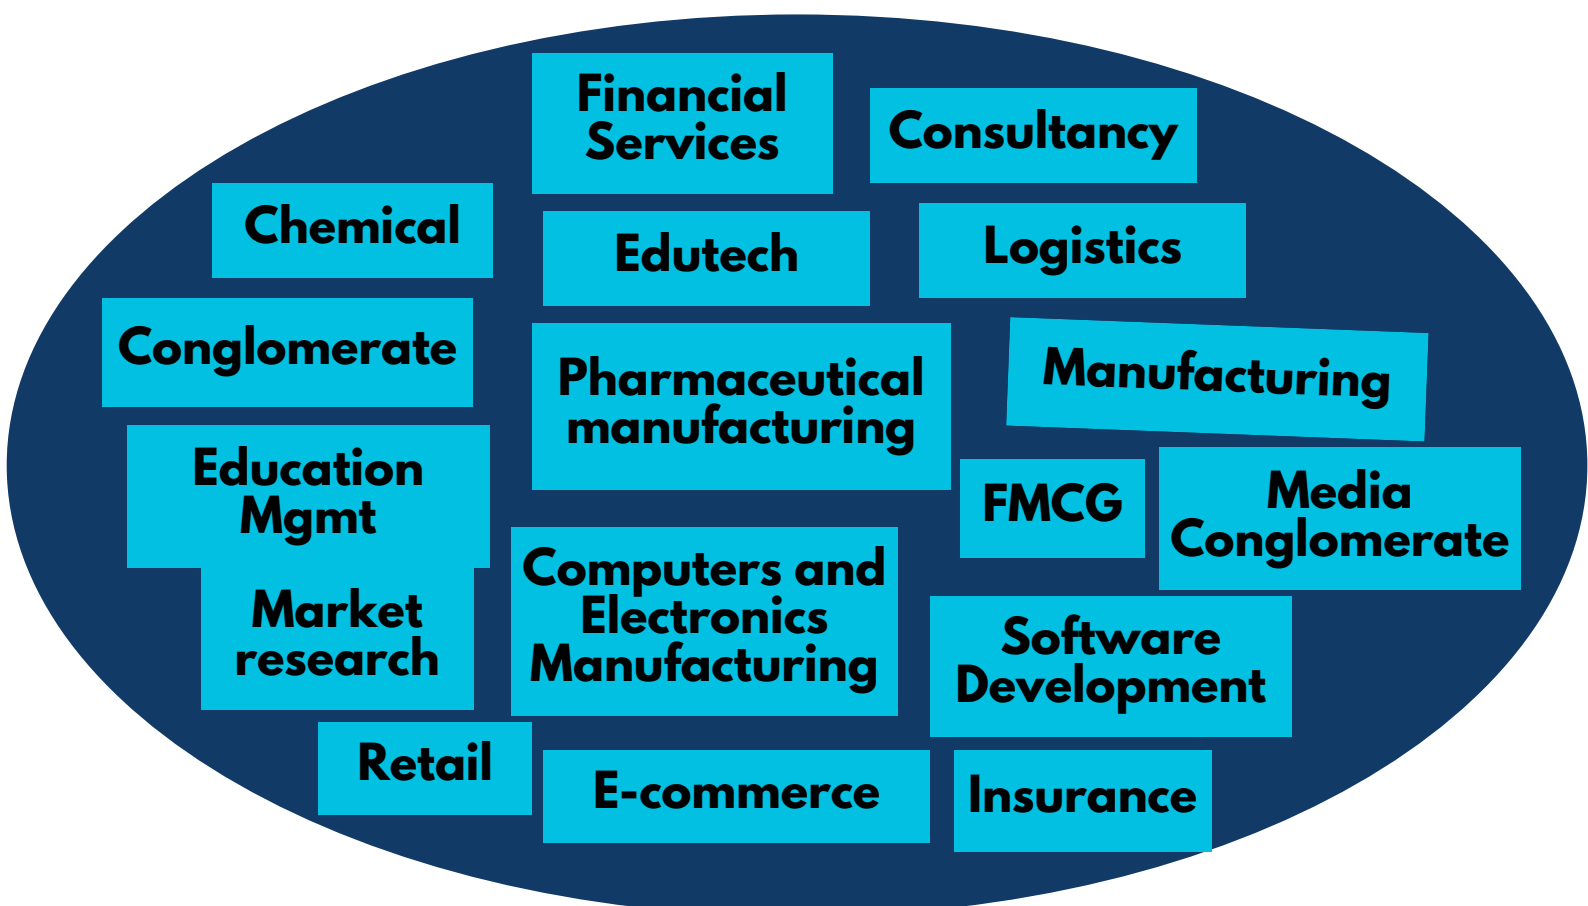 Financial
Services
Consultancy
Chemical
Edutech
Logistics
Conglomerate
Pharmaceutical
manufacturing
Manufacturing
Education
Mgmt
FMCG
Media
Conglomerate
Computers and
Electronics
Manufacturing
Market
research
Software
Development
Retail
E-commerce
Insurance